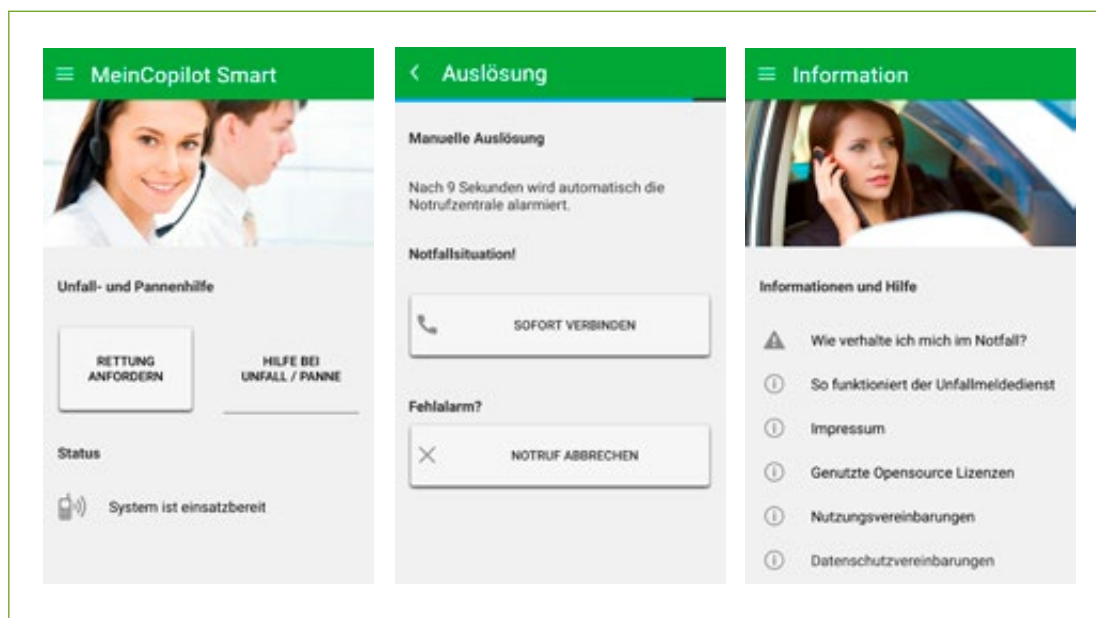 MeinCopilot Smart
Unfall- und Pannenhilfe
RETTUNG
ANFORDERN
HILFE BEI
UNFALL / PANNE
Status
System ist einsatzbereit
Auslösung
Manuelle Auslösung
Nach 9 Sekunden wird automatisch die
Notrufzentrale alarmiert.
Notfallsituation!
SOFORT VERBINDEN
Fehlalarm?
NOTRUF ABBRECHEN
Information
Informationen und Hilfe
Wie verhalte ich mich im Notfall?
So funktioniert der Unfallmeldedienst
Impressum
Genutzte Opensource Lizenzen
Nutzungsvereinbarungen
Datenschutzvereinbarungen